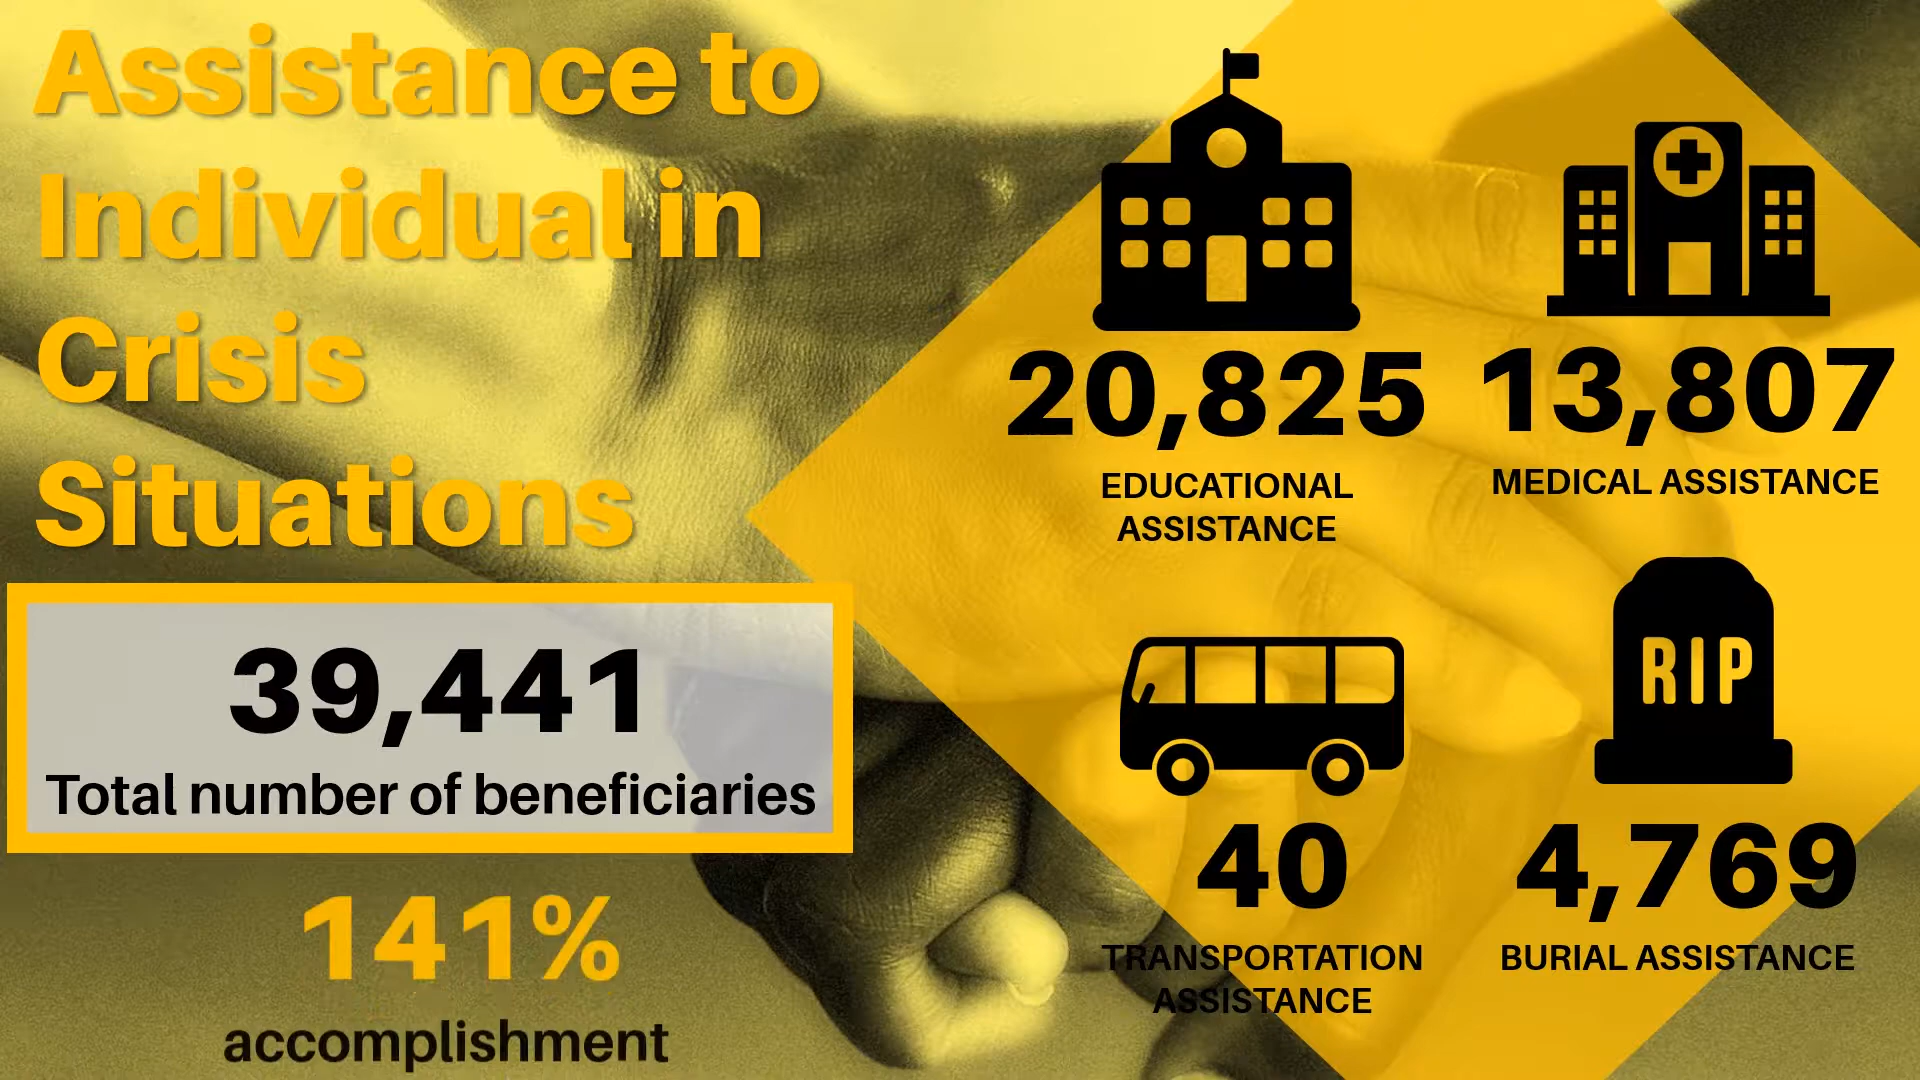 Assistance to
Individual in
Crisis
Situations
39,441
Total number of beneficiaries
141%
accomplishment
20,825
EDUCATIONAL
ASSISTANCE
13,807
MEDICAL ASSISTANCE
40
TRANSPORTATION
ASSISTANCE
RIP
4,769
BURIAL ASSISTANCE